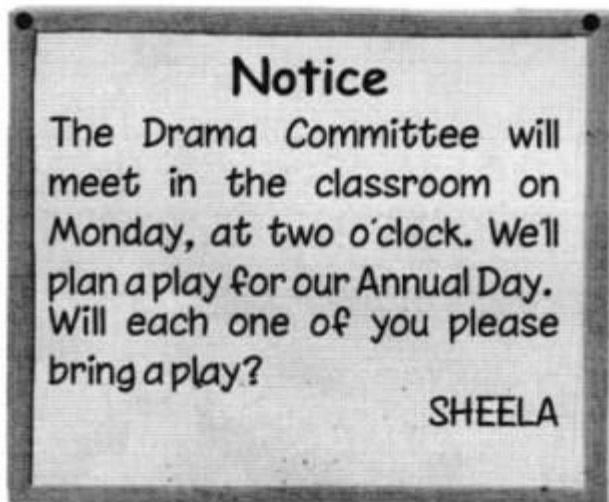 Notice
The Drama Committee will
meet in the classroom on
Monday, at two o'clock. We'll
plan a play for our Annual Day.
Will each one of you please
bring a play?
SHEELA